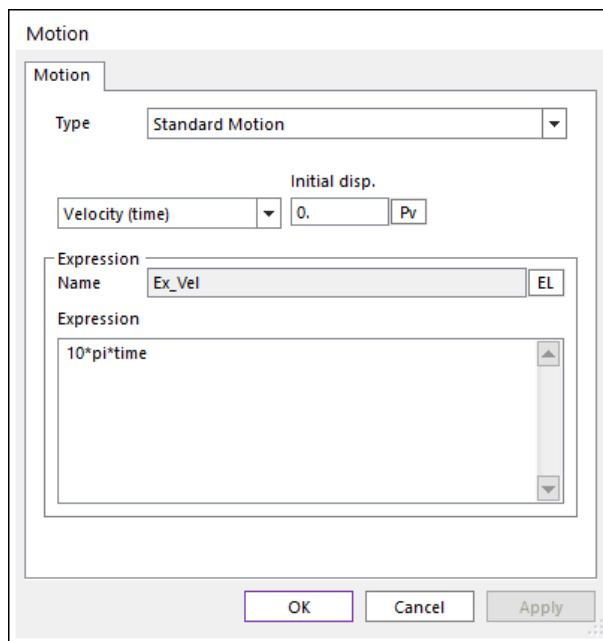 Motion
Motion
Type Standard Motion
Initial disp.
Velocity (time) 0. Pv
Expression
Name Ex_Vel EL
Expression
10*pi*time
OK Cancel Apply